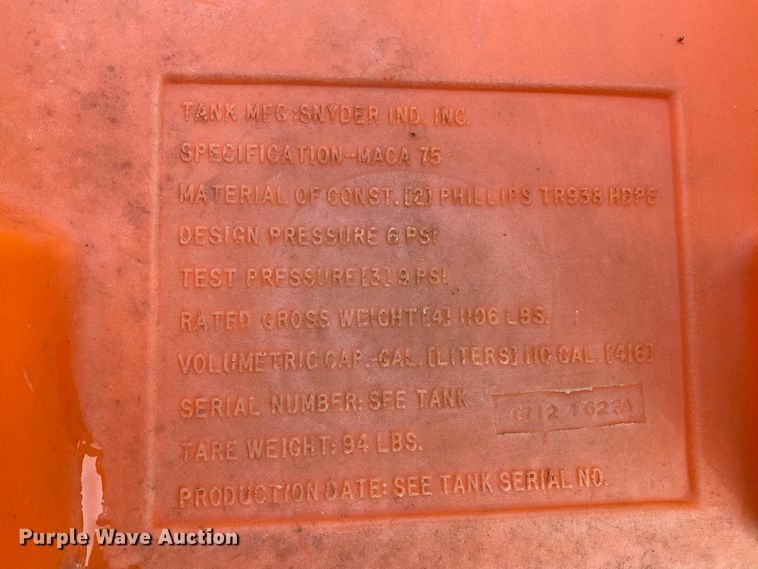 TANK MFG: SNYDER IND. INC.
SPECIFICATION-MACA 75
MATERIAL OF CONST. [2] PHILLIPS TR938 HDPE
DESIGN PRESSURE 6 PSI
TEST PRESSURE [3] 9 PSI
RATED GROSS WEIGHT [4] 1106 LBS.
VOLUMETRIC CAP.-GAL. [LITERS] 110 GAL. [416]
SERIAL NUMBER: SEE TANK
TARE WEIGHT: 94 LBS.
PRODUCTION DATE: SEE TANK SERIAL NO.
Purple Wave Auction